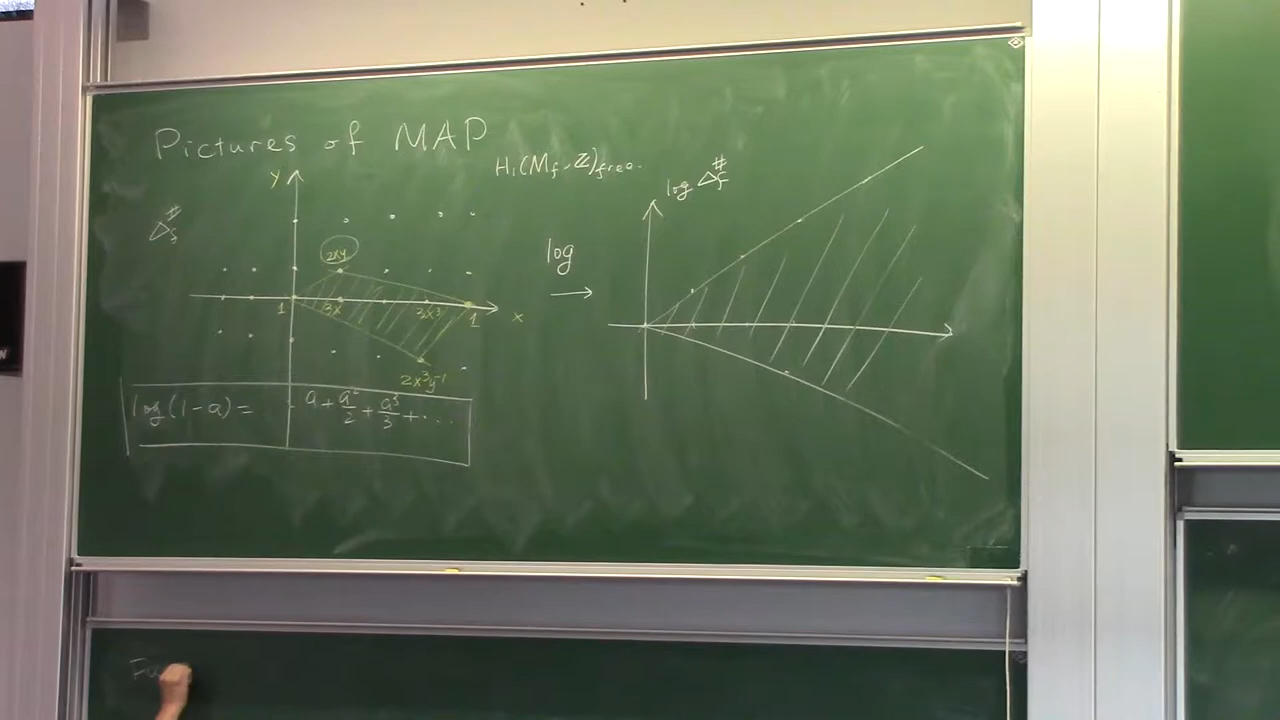 Pictures of MAP
H₁(M_f, ℤ)_free
y
Δ_f^#
2xy
1
3x
3x³
1
x
2x³y⁻¹
log(1-a) = - a + a²/2 + a³/3 + ...
log
→
log Δ_f^#